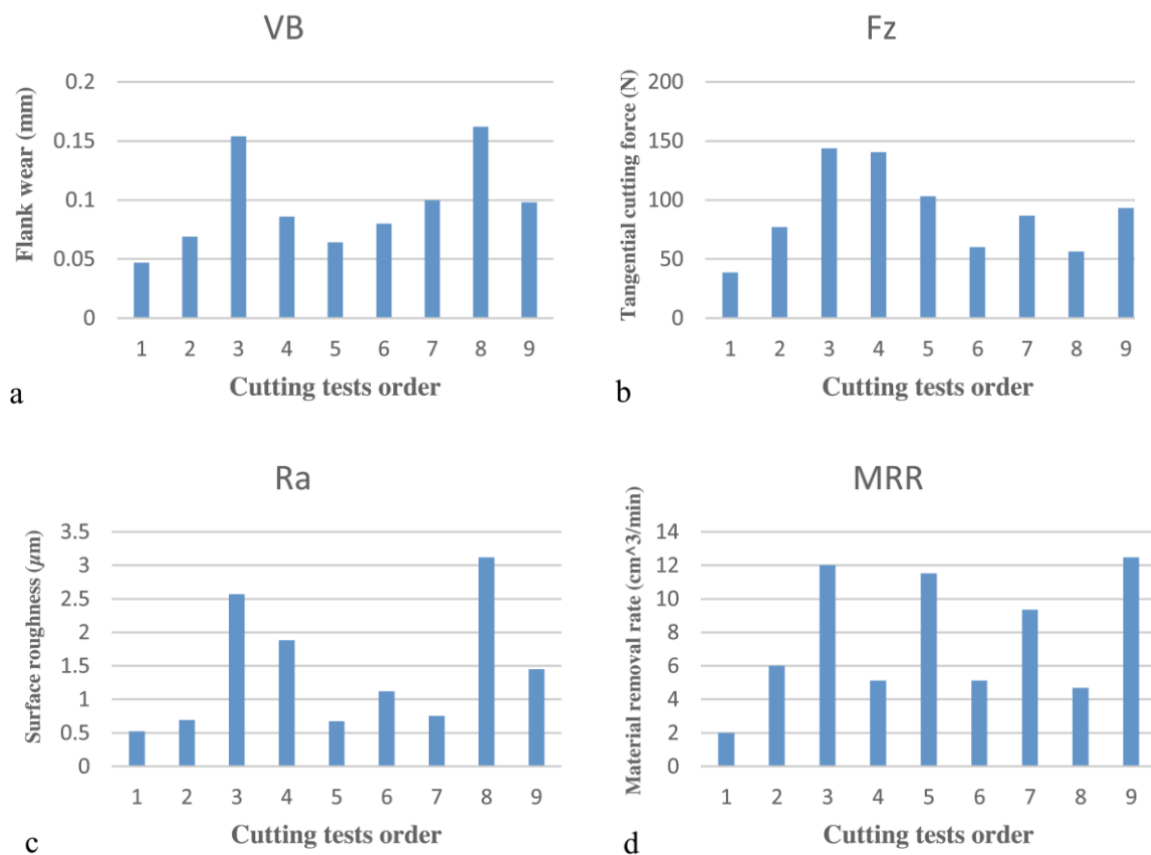 VB
Flank wear (mm)
0.2
0.15
0.1
0.05
0
1 2 3 4 5 6 7 8 9
Cutting tests order
a
Fz
Tangential cutting force (N)
200
150
100
50
0
1 2 3 4 5 6 7 8 9
Cutting tests order
b
Ra
Surface roughness (µm)
3.5
3
2.5
2
1.5
1
0.5
0
1 2 3 4 5 6 7 8 9
Cutting tests order
c
MRR
Material removal rate (cm^3/min)
14
12
10
8
6
4
2
0
1 2 3 4 5 6 7 8 9
Cutting tests order
d